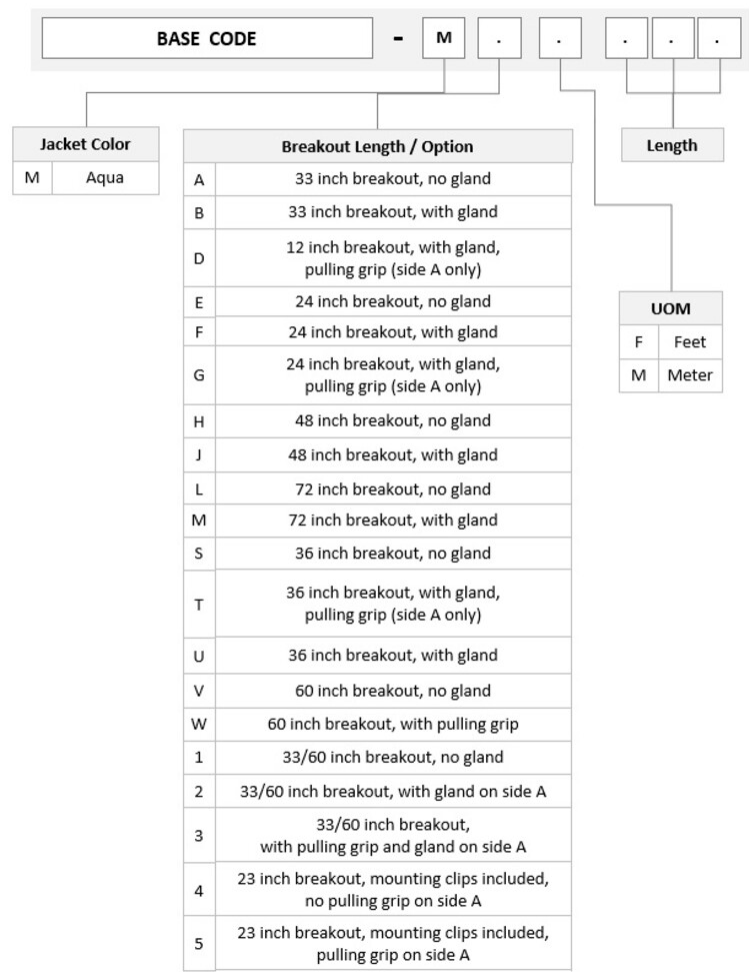 BASE CODE - M . . . . .
Jacket Color
M Aqua
Breakout Length / Option
A 33 inch breakout, no gland
B 33 inch breakout, with gland
D 12 inch breakout, with gland,
pulling grip (side A only)
E 24 inch breakout, no gland
F 24 inch breakout, with gland
G 24 inch breakout, with gland,
pulling grip (side A only)
H 48 inch breakout, no gland
J 48 inch breakout, with gland
L 72 inch breakout, no gland
M 72 inch breakout, with gland
S 36 inch breakout, no gland
T 36 inch breakout, with gland,
pulling grip (side A only)
U 36 inch breakout, with gland
V 60 inch breakout, no gland
W 60 inch breakout, with pulling grip
1 33/60 inch breakout, no gland
2 33/60 inch breakout, with gland on side A
3 33/60 inch breakout,
with pulling grip and gland on side A
4 23 inch breakout, mounting clips included,
no pulling grip on side A
5 23 inch breakout, mounting clips included,
pulling grip on side A
Length
UOM
F Feet
M Meter